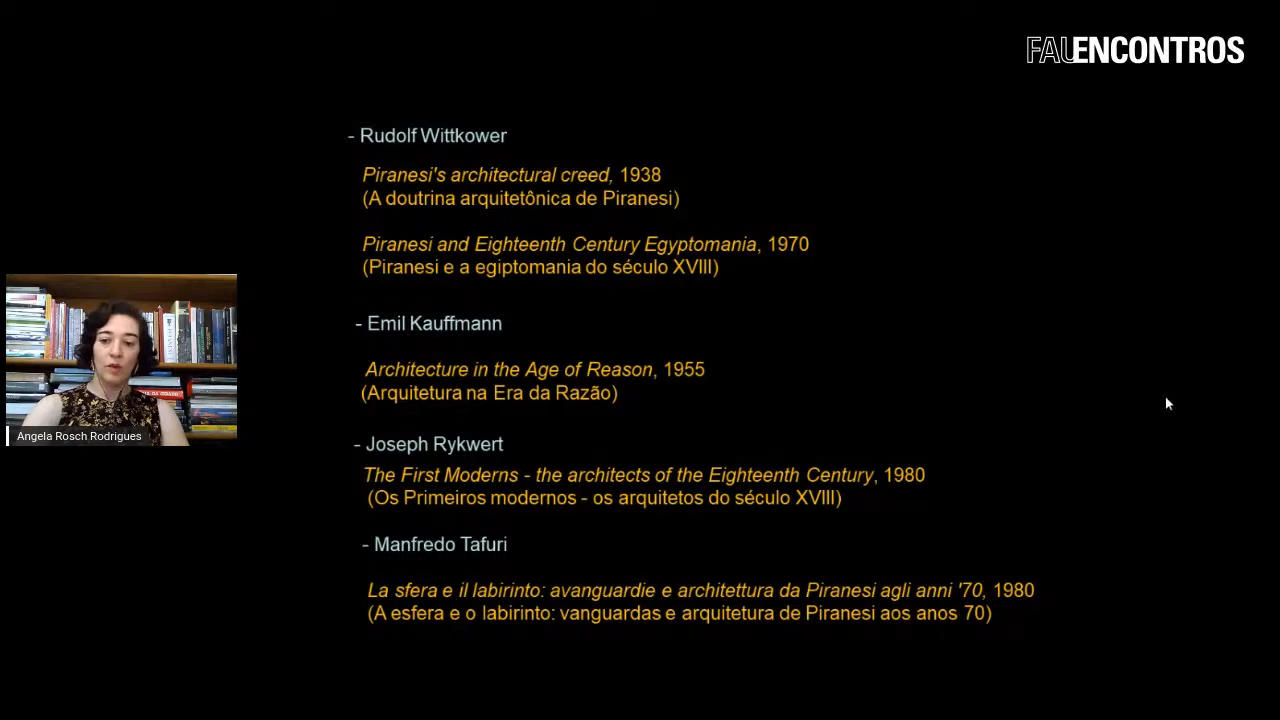 FAUENCONTROS
- Rudolf Wittkower
Piranesi's architectural creed, 1938
(A doutrina arquitetônica de Piranesi)
Piranesi and Eighteenth Century Egyptomania, 1970
(Piranesi e a egiptomania do século XVIII)
- Emil Kauffmann
Architecture in the Age of Reason, 1955
(Arquitetura na Era da Razão)
- Joseph Rykwert
The First Moderns - the architects of the Eighteenth Century, 1980
(Os Primeiros modernos - os arquitetos do século XVIII)
- Manfredo Tafuri
La sfera e il labirinto: avanguardie e architettura da Piranesi agli anni '70, 1980
(A esfera e o labirinto: vanguardas e arquitetura de Piranesi aos anos 70)
Angela Rosch Rodrigues